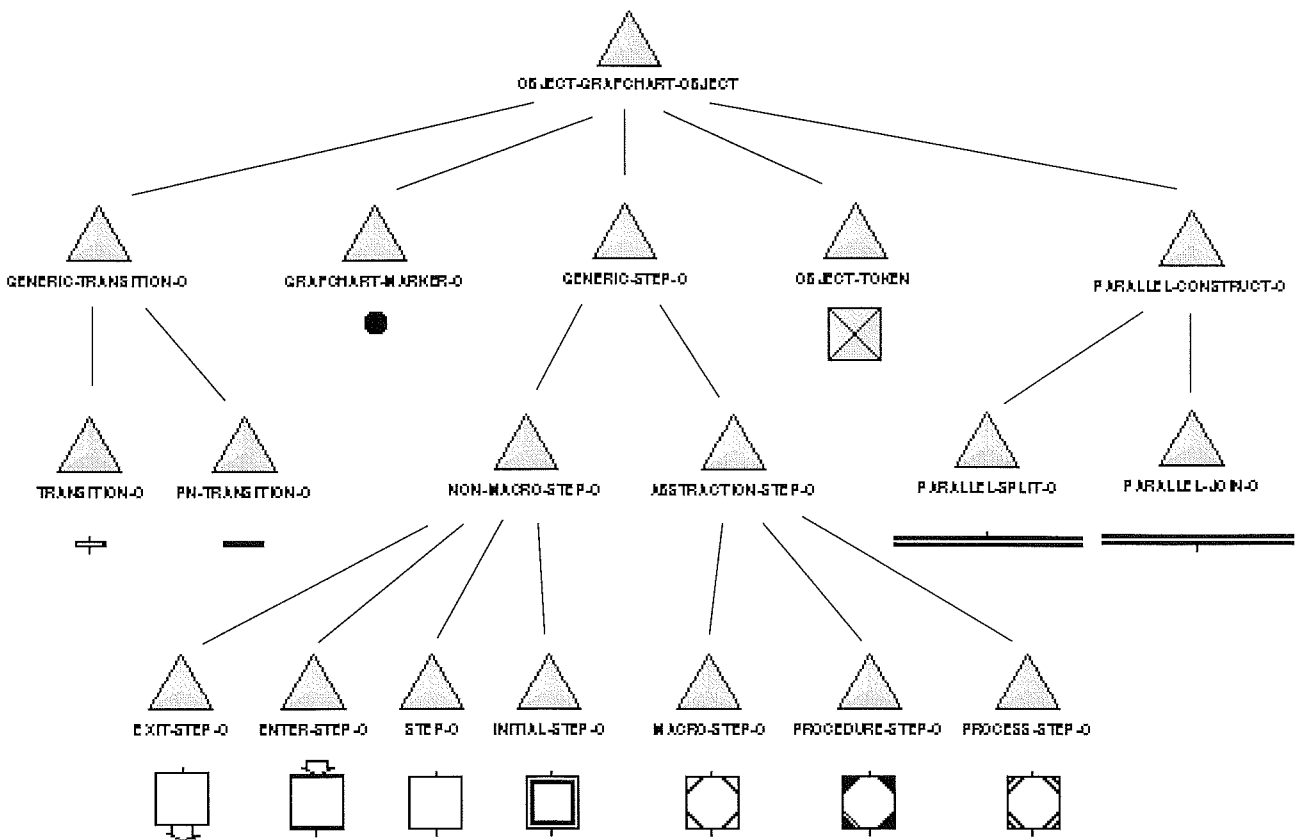 OBJECT-GRAFCHART-OBJECT
GENERIC-TRANSITION-O
GRAFCHART-MARKER-O
GENERIC-STEP-O
OBJECT-TOKEN
PARALLEL-CONSTRUCT-O
TRANSITION-O
PN-TRANSITION-O
NON-MACRO-STEP-O
ABSTRACTION-STEP-O
PARALLEL-SPLIT-O
PARALLEL-JOIN-O
EXIT-STEP-O
ENTER-STEP-O
STEP-O
INITIAL-STEP-O
MACRO-STEP-O
PROCEDURE-STEP-O
PROCESS-STEP-O